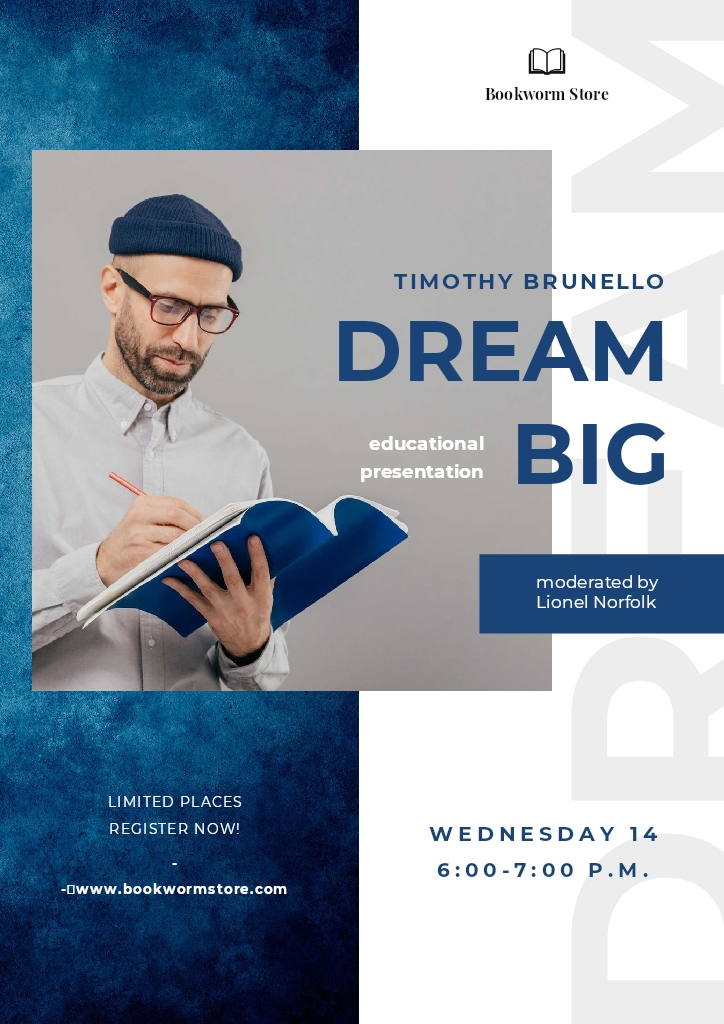 Bookworm Store
TIMOTHY BRUNELLO
DREAM
BIG
educational
presentation
moderated by
Lionel Norfolk
LIMITED PLACES
REGISTER NOW!
-
-▯www.bookwormstore.com
WEDNESDAY 14
6:00-7:00 P.M.
DREAM